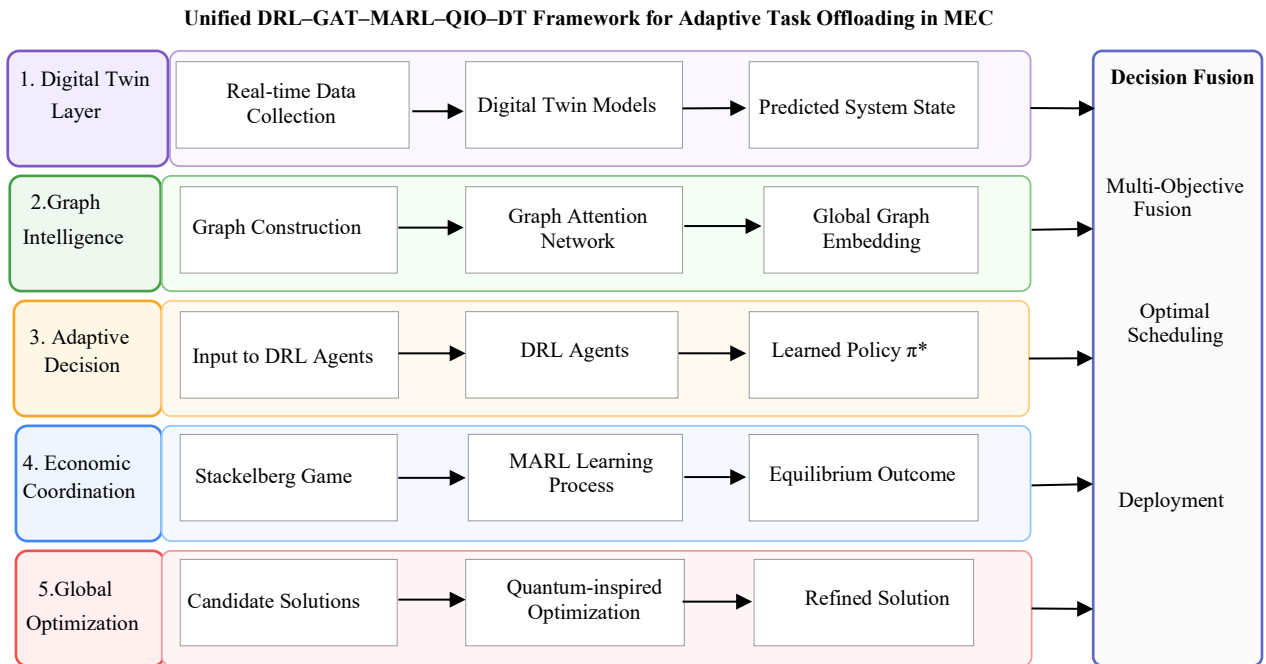 Unified DRL–GAT–MARL–QIO–DT Framework for Adaptive Task Offloading in MEC
1. Digital Twin
Layer
Real-time Data
Collection
Digital Twin Models
Predicted System State
2.Graph
Intelligence
Graph Construction
Graph Attention
Network
Global Graph
Embedding
3. Adaptive
Decision
Input to DRL Agents
DRL Agents
Learned Policy π*
4. Economic
Coordination
Stackelberg Game
MARL Learning
Process
Equilibrium Outcome
5.Global
Optimization
Candidate Solutions
Quantum-inspired
Optimization
Refined Solution
Decision Fusion
Multi-Objective
Fusion
Optimal
Scheduling
Deployment